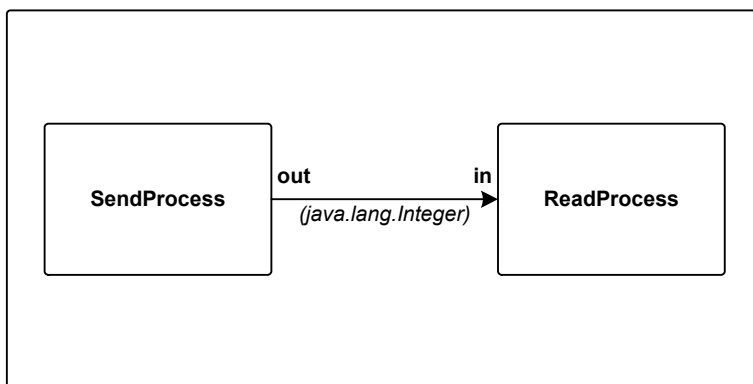 SendProcess
out
in
(java.lang.Integer)
ReadProcess